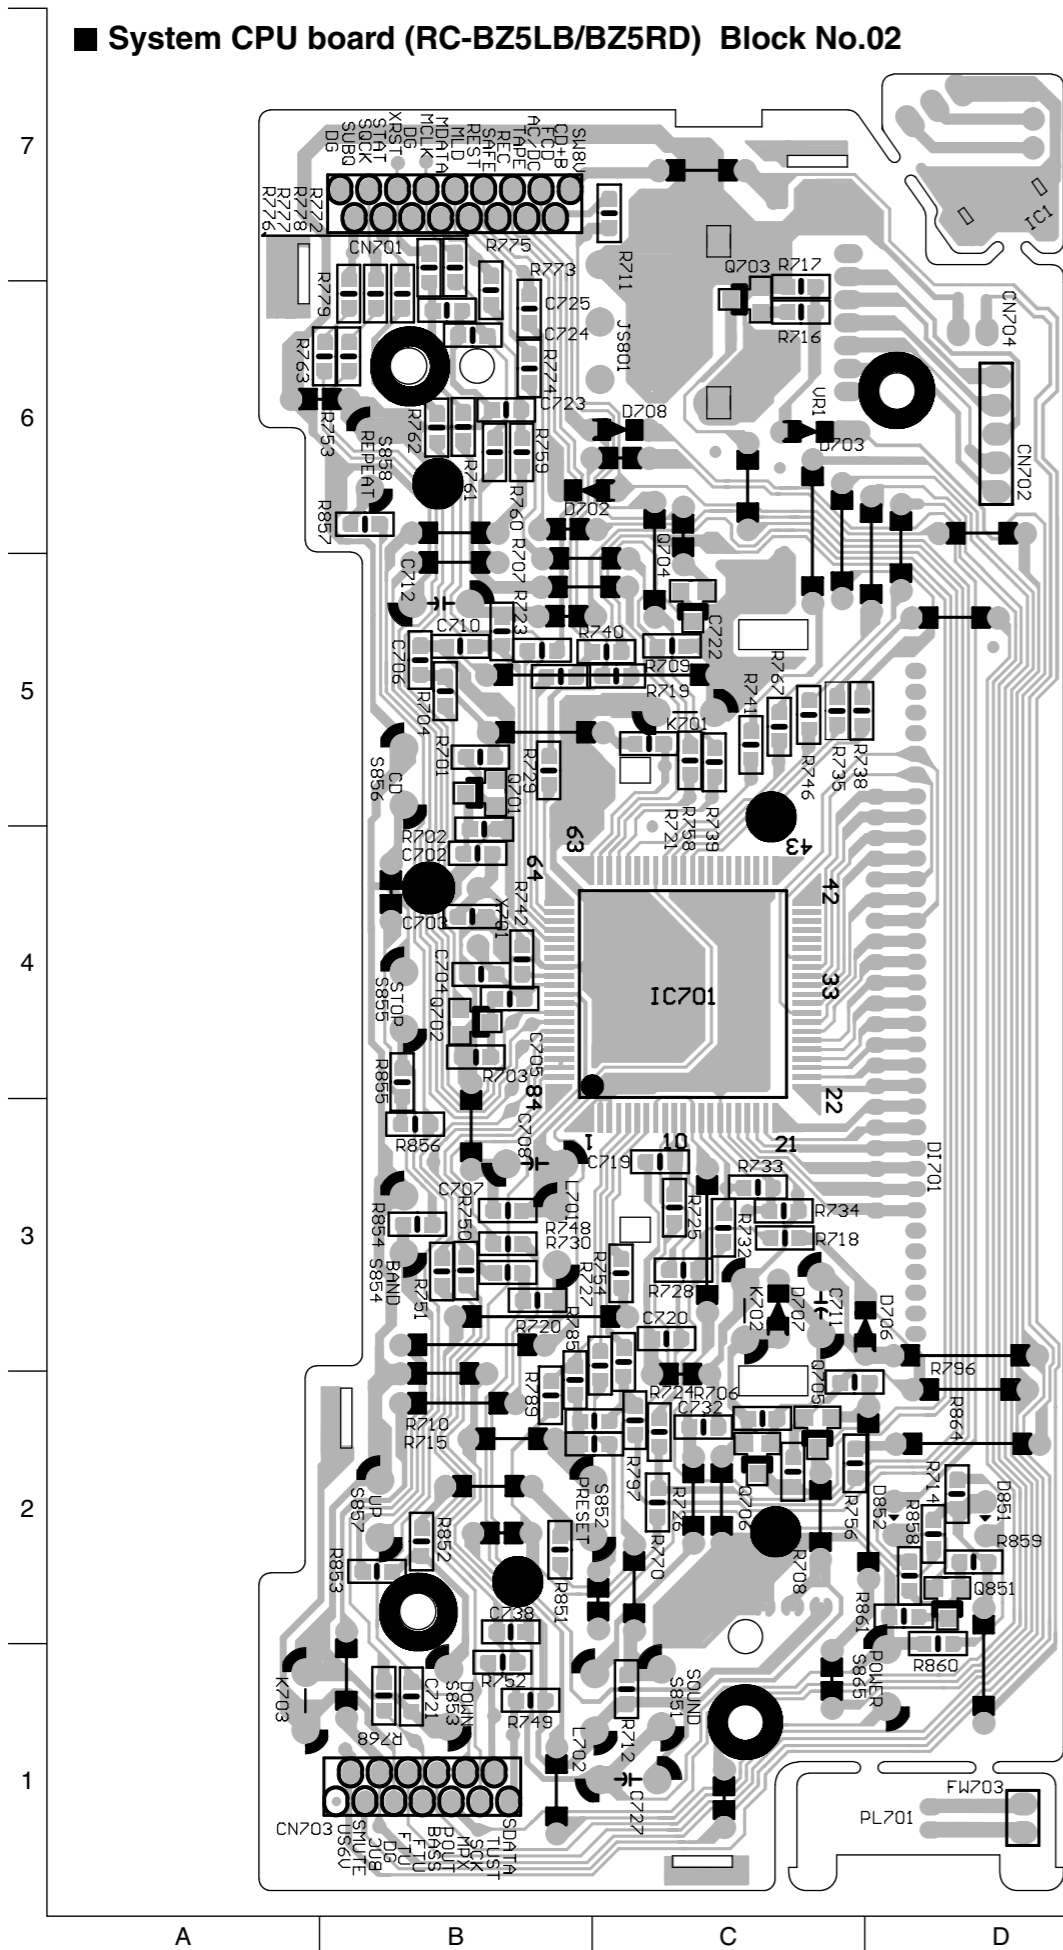 ■ System CPU board (RC-BZ5LB/BZ5RD) Block No.02
7
6
5
4
3
2
1
A
B
C
D
DG
SUBQ
SQCK
STAT
XRST
DG
MCLK
MDATA
MLD
REST
SAFE
REC
TAPE
AC/DC
FCD
CD+B
SW8V
R776
R777
R778
R772
CN701
R775
R773
R711
Q703
R717
IC1
R779
C725
C724
JS801
R716
CN704
R763
R774
C723
D708
VR1
D703
R753
REPEAT
S858
R762
R761
R759
CN702
R857
R760
D702
C712
R707
Q704
R723
C710
R740
C722
C706
R709
R719
R767
R704
K701
R741
S856
CD
R701
Q701
R729
R746
R735
R738
R702
C702
R721
R758
R739
63
43
64
42
C703
X701
R742
S855
STOP
C704
Q702
IC701
33
R703
C705
R855
84
22
R856
C708
1
10
21
C719
R733
DI701
C707
L701
R725
R734
R854
S854
BAND
R750
R748
R730
R732
R718
R751
R727
R754
R728
K702
D707
C711
D706
R720
R785
C720
R796
R789
R724
R706
Q705
R710
R715
C732
R864
S857
UP
R797
PRESET
S852
R726
Q706
R756
D852
R714
D851
R852
R858
R859
R853
R851
R770
R708
Q851
C738
R861
R860
K703
R752
S865
POWER
C721
S853
DOWN
R749
S851
SOUND
R768
L702
R712
C727
FW703
PL701
CN703
US6V
SMUTE
JUB
DG
FTV
FTU
BASS
POUT
MPX
SCK
TUST
SDATA